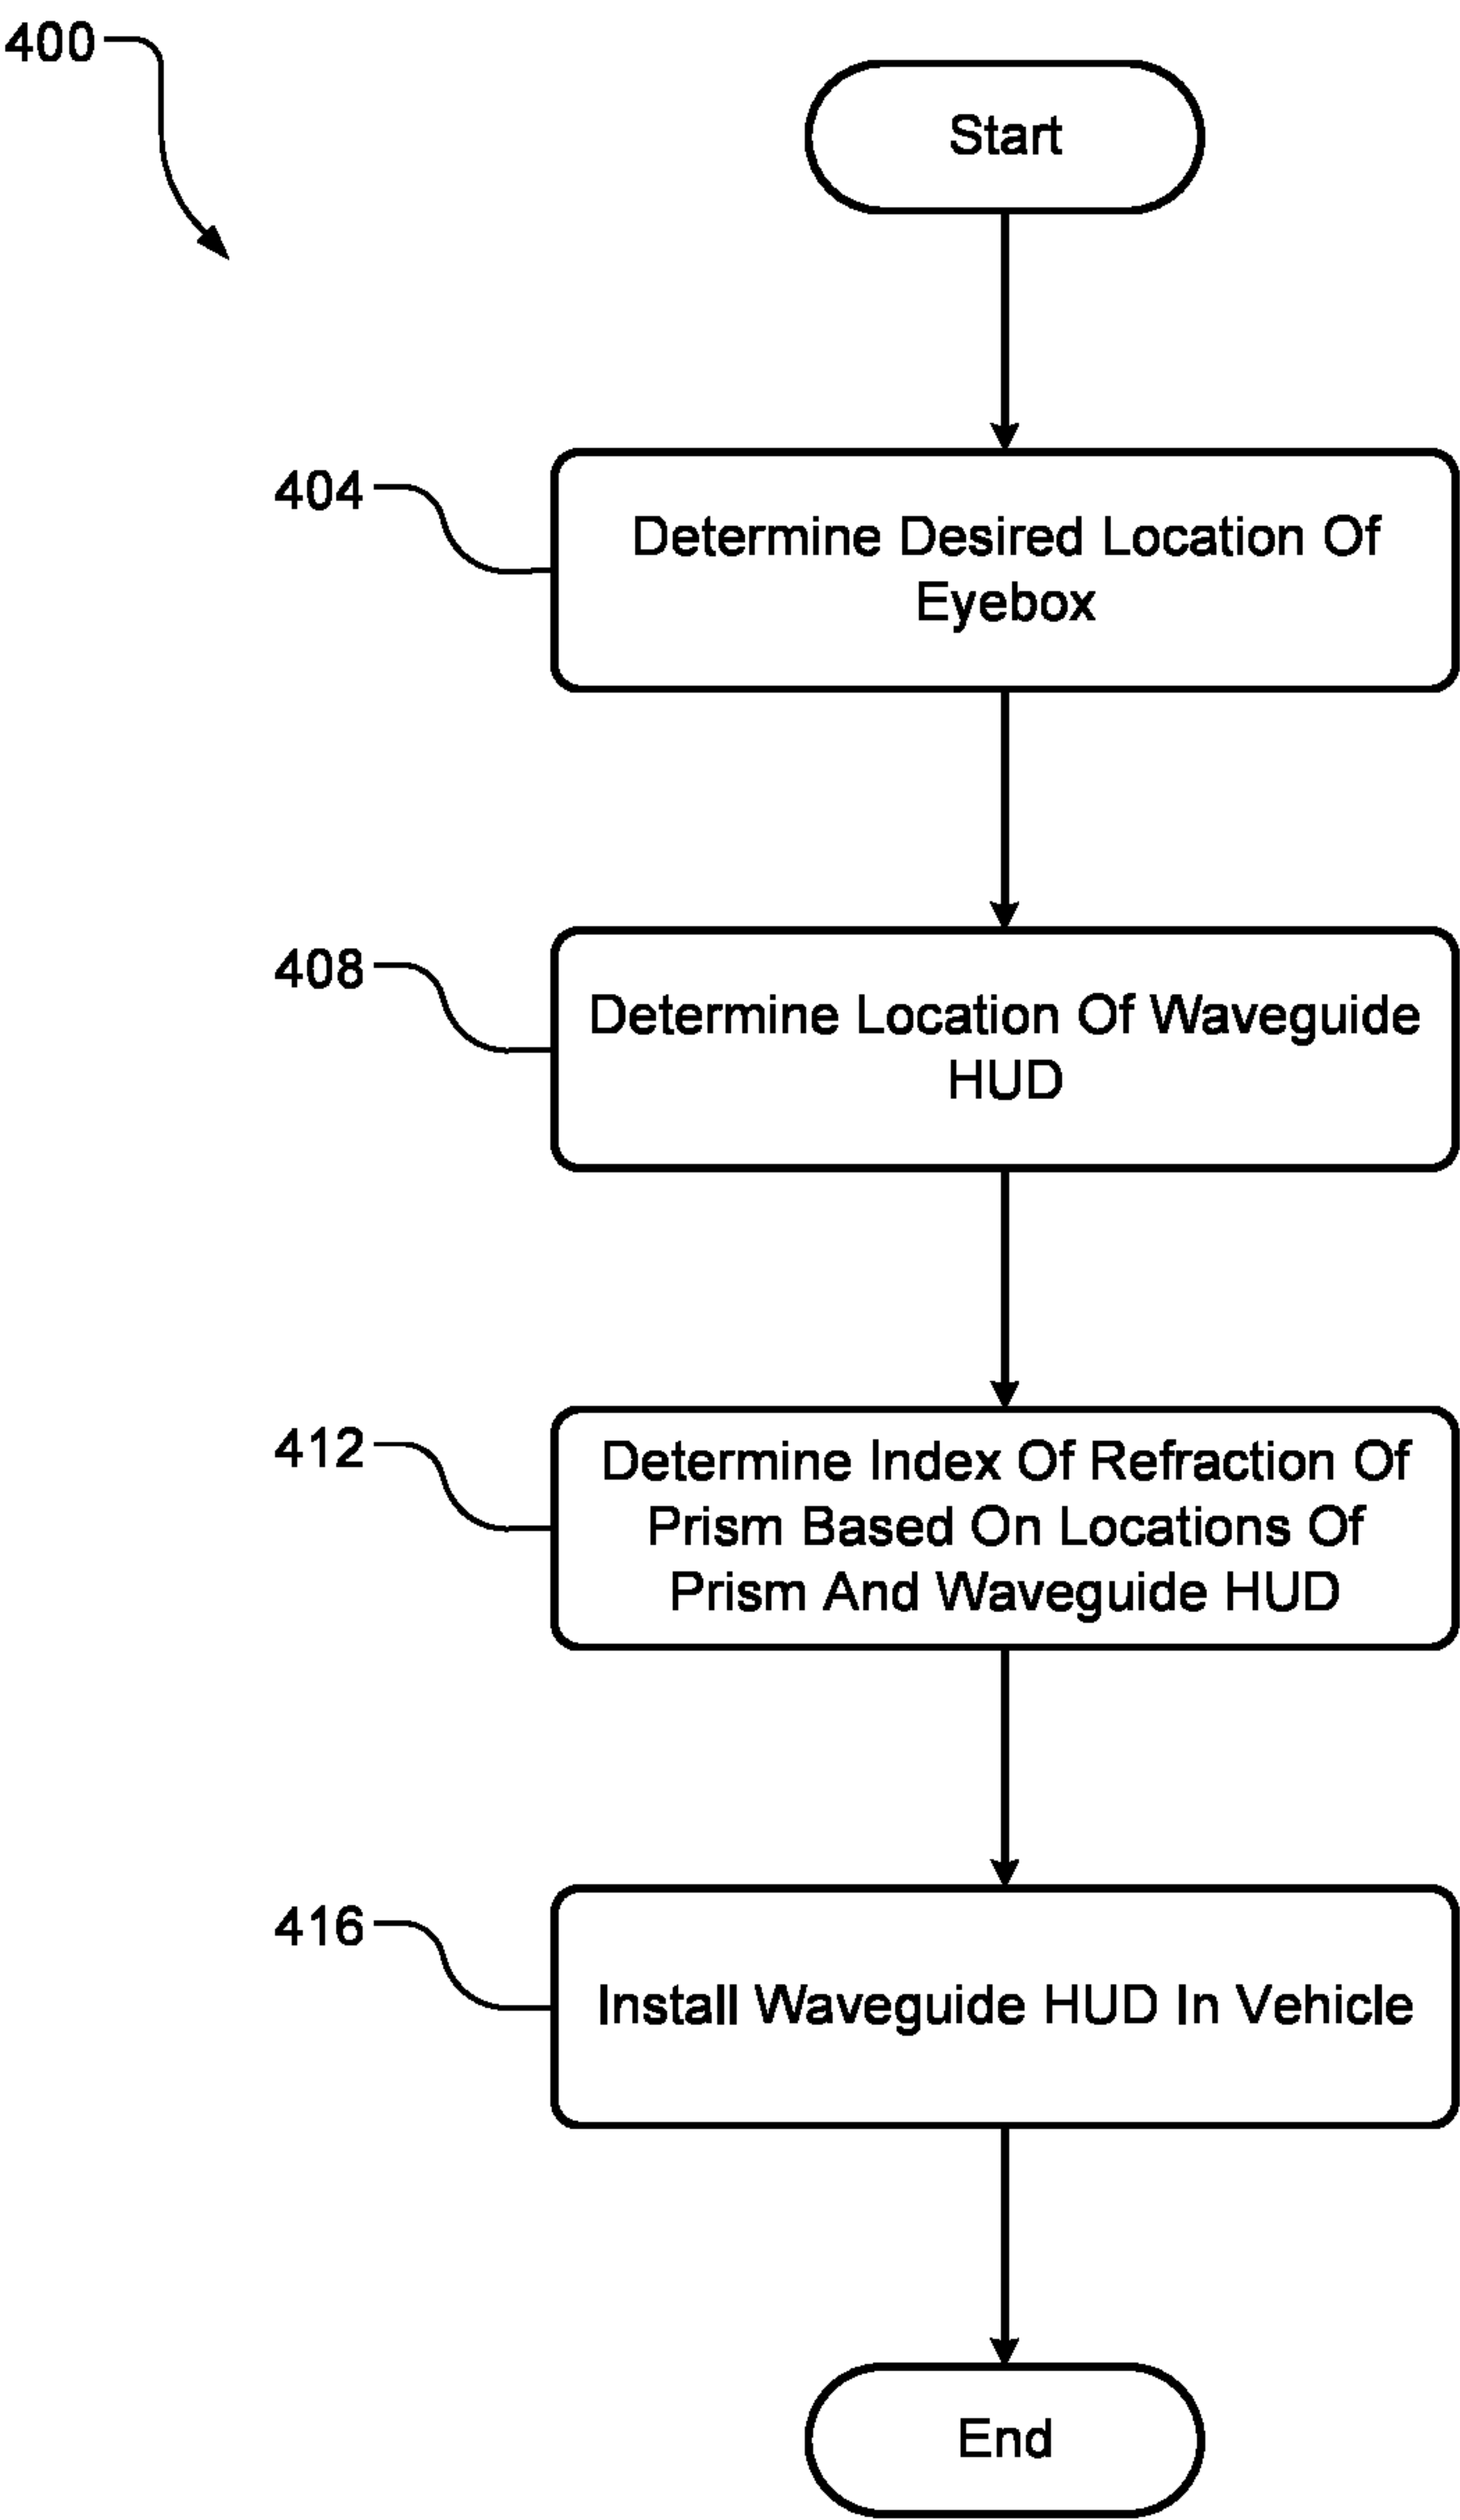 400
Start
404
Determine Desired Location Of
Eyebox
408
Determine Location Of Waveguide
HUD
412
Determine Index Of Refraction Of
Prism Based On Locations Of
Prism And Waveguide HUD
416
Install Waveguide HUD In Vehicle
End